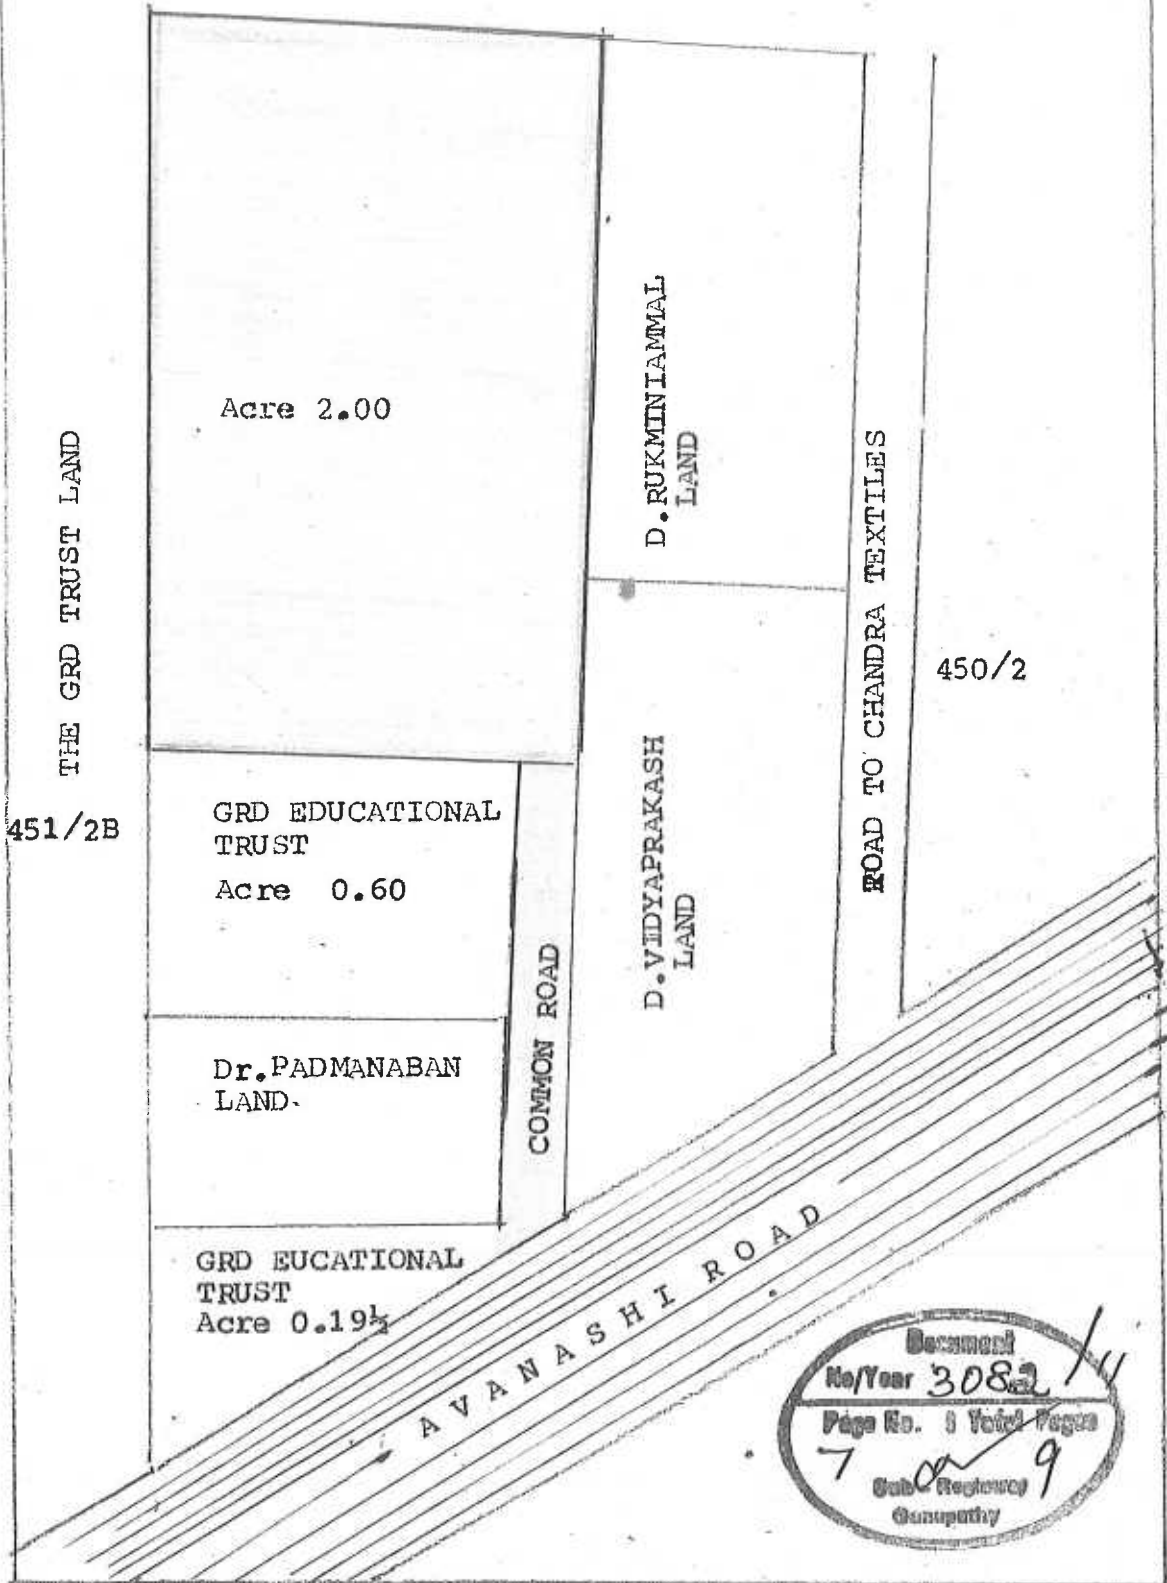 Acre 2.00
THE GRD TRUST LAND
D.RUKMINIAMMAL
LAND
ROAD TO CHANDRA TEXTILES
450/2
451/2B
GRD EDUCATIONAL
TRUST
Acre 0.60
D.VIDYAPRAKASH
LAND
COMMON ROAD
Dr.PADMANABAN
LAND.
GRD EUCATIONAL
TRUST
Acre 0.19½
AVANASHI ROAD
Document
No/Year 3082/11
Page No. & Total Pages
7 9
Sub Registrar
Ganapathy